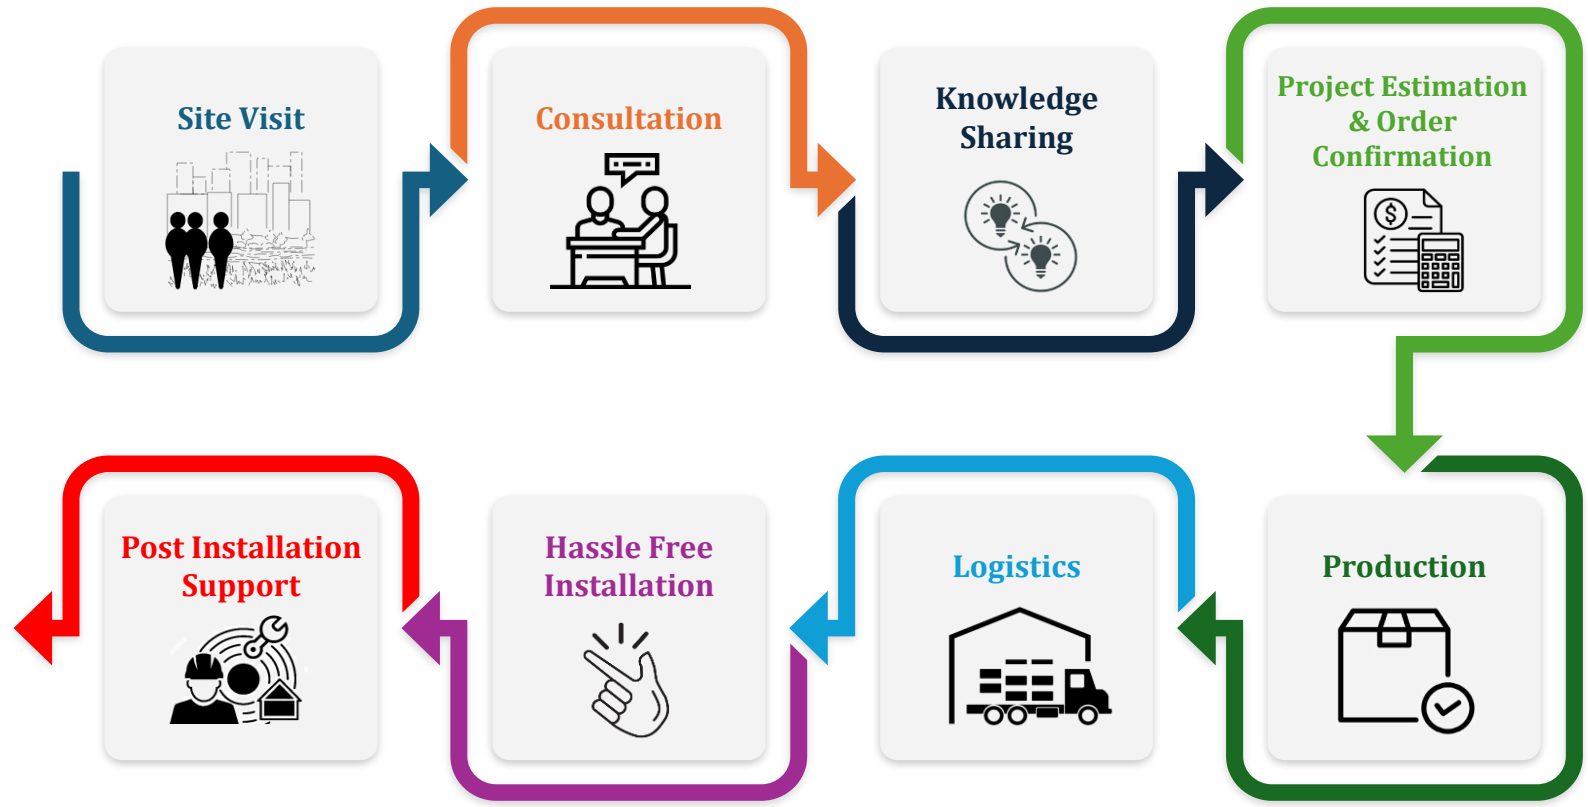 Site Visit
Consultation
Knowledge
Sharing
Project Estimation
& Order
Confirmation
$
Production
Logistics
Hassle Free
Installation
Post Installation
Support